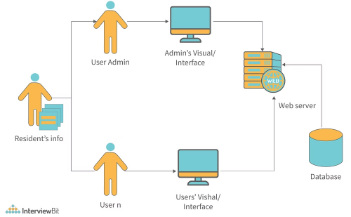 User Admin
Admin's Visual/
Interface
WEB
Web server
Resident's info
User n
Users' Vishal/
Interface
Database
InterviewBit